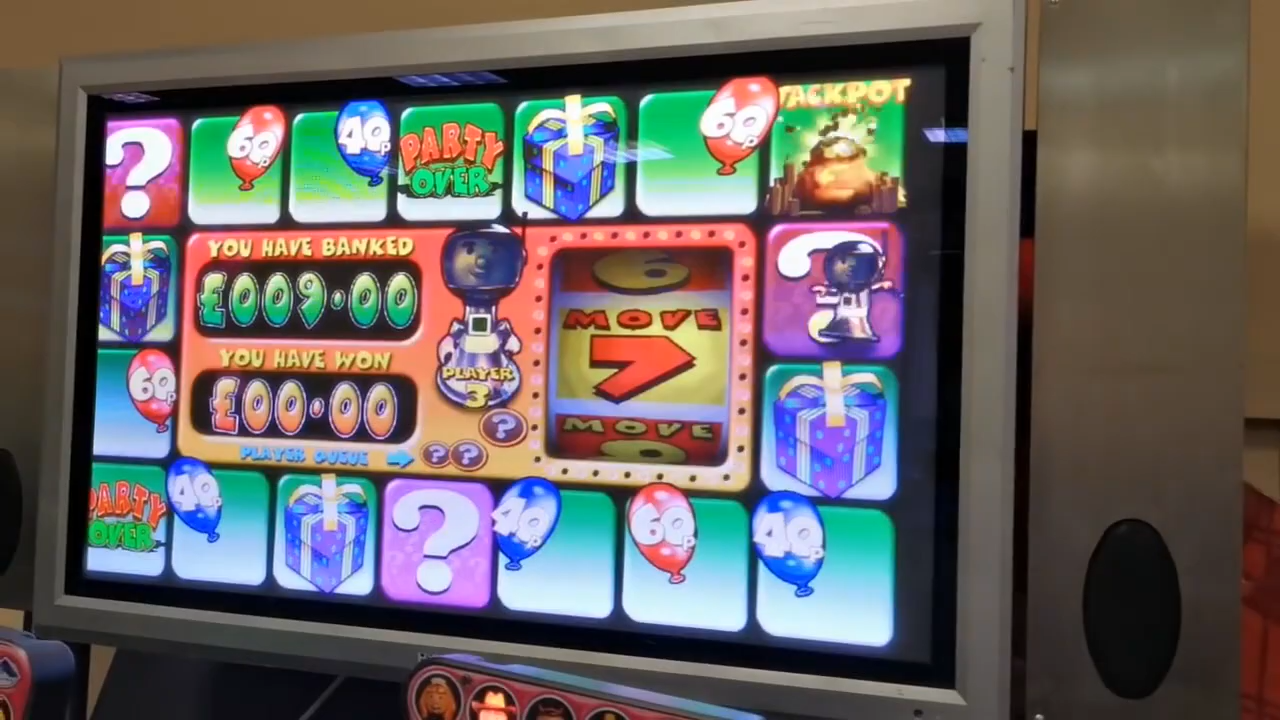 ?
60p
40p
PARTY
OVER
60p
JACKPOT
YOU HAVE BANKED
£009.00
YOU HAVE WON
£00.00
PLAYER
3
PLAYER QUEUE
? ? ?
6
MOVE
7
MOVE
?
60p
PARTY
OVER
40p
?
40p
60p
40p